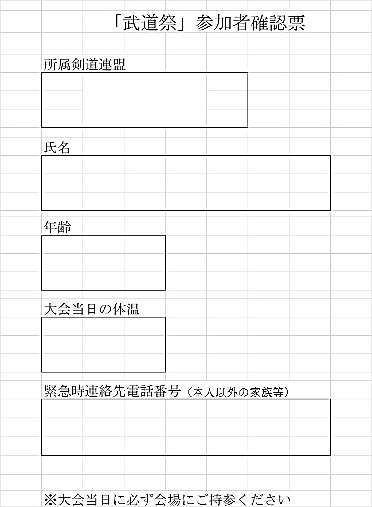 「武道祭」参加者確認票
所属剣道連盟
氏名
年齢
大会当日の体温
緊急時連絡先電話番号（本人以外の家族等）
※大会当日に必ず会場にご持参ください